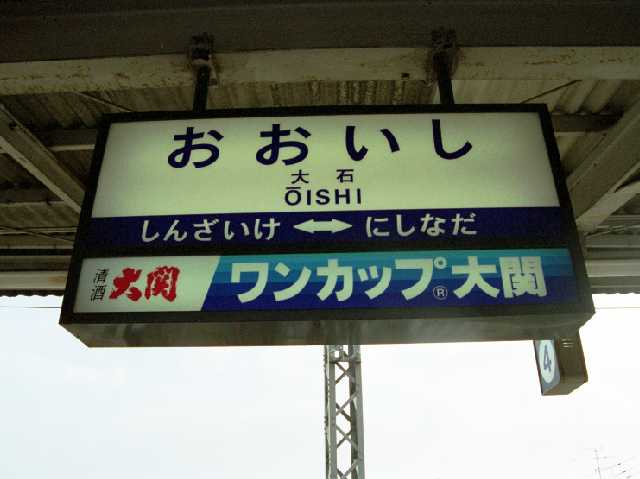 おおいし
大石
ŌISHI
しんざいけ ⟷ にしなだ
清酒 大関 ワンカップ®大関
4